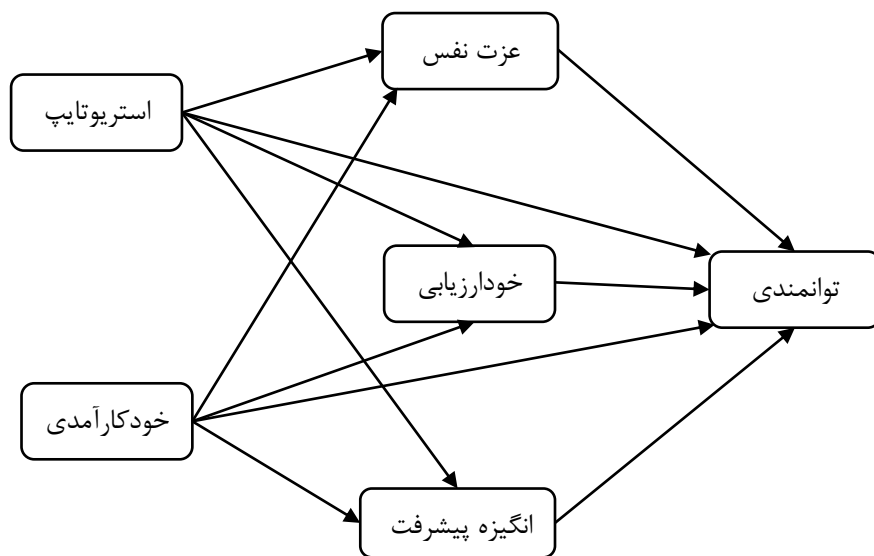 عزت نفس
استریوتایپ
خودارزیابی
توانمندی
خودکارآمدی
انگیزه پیشرفت